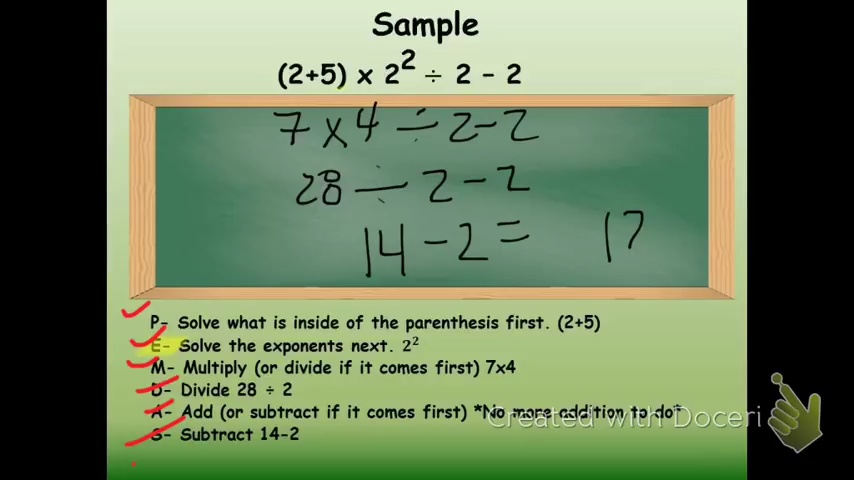 Sample
(2+5) x 2² ÷ 2 - 2
7 x 4 ÷ 2 - 2
28 ÷ 2 - 2
14 - 2 = 12
P- Solve what is inside of the parenthesis first. (2+5)
E- Solve the exponents next. 2²
M- Multiply (or divide if it comes first) 7x4
D- Divide 28 ÷ 2
A- Add (or subtract if it comes first) *No more addition to do*
S- Subtract 14-2
Created with Doceri